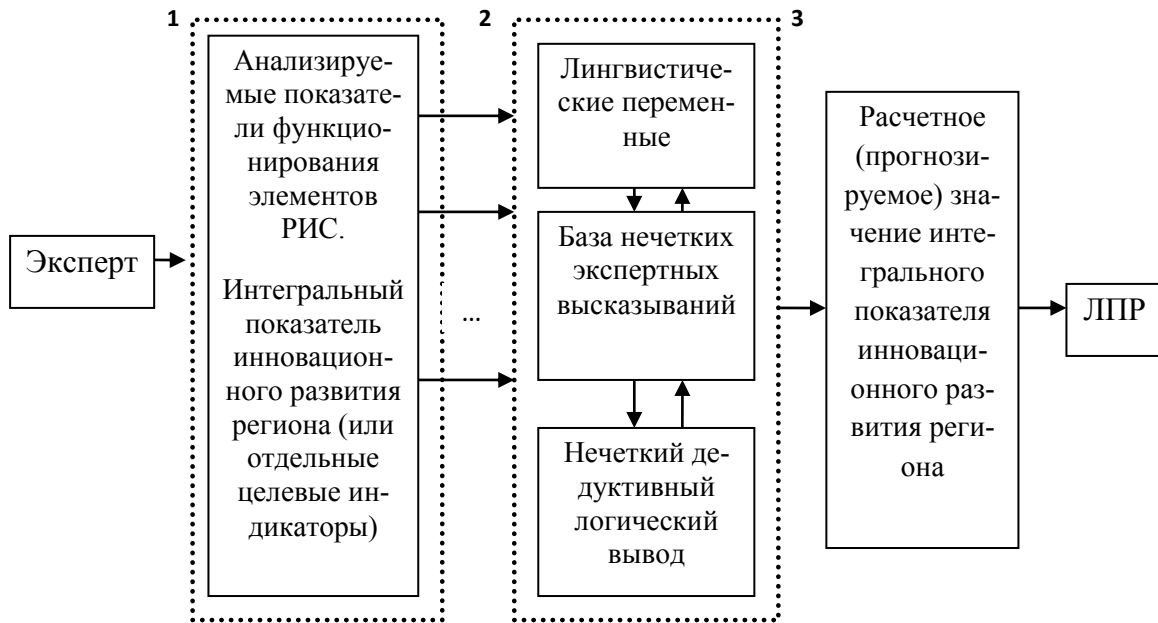 1
2
3
Эксперт
Анализируе-
мые показате-
ли функцио-
нирования
элементов
РИС.
Интегральный
показатель
инновацион-
ного развития
региона (или
отдельные
целевые ин-
дикаторы)
...
Лингвистиче-
ские перемен-
ные
База нечетких
экспертных
высказываний
Нечеткий де-
дуктивный
логический
вывод
Расчетное
(прогнози-
руемое) зна-
чение инте-
грального
показателя
инноваци-
онного раз-
вития реги-
она
ЛПР